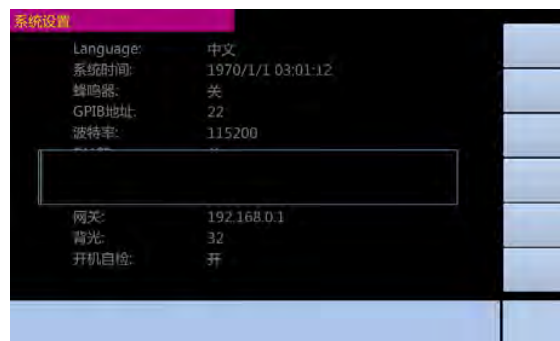 系统设置
Language: 中文
系统时间: 1970/1/1 03:01:12
蜂鸣器: 关
GPIB地址: 22
波特率: 115200
网关: 192.168.0.1
背光: 32
开机自检: 开